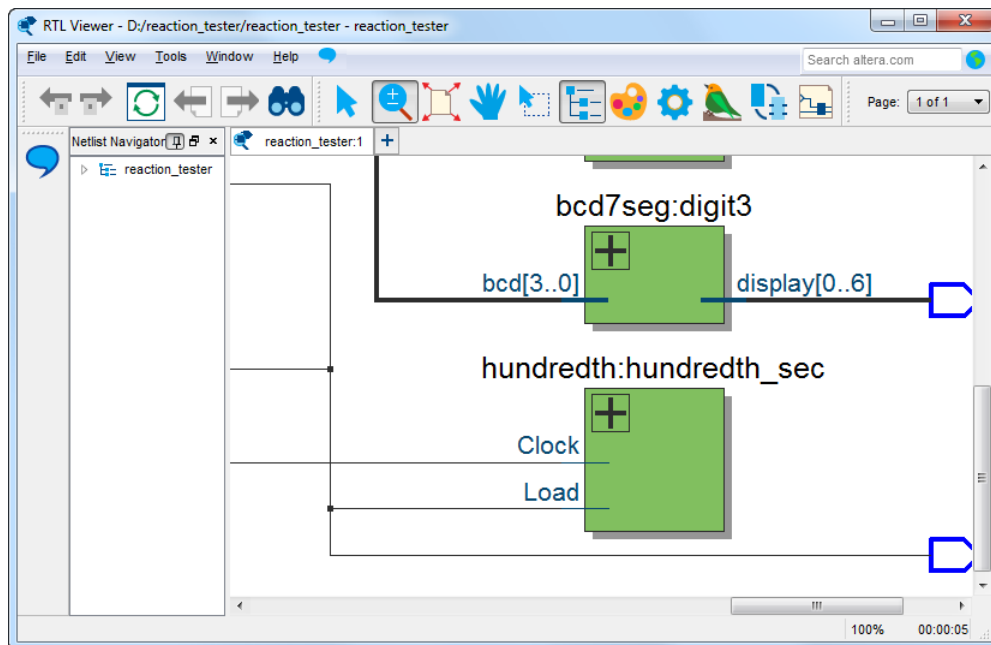 RTL Viewer - D:/reaction_tester/reaction_tester - reaction_tester
File Edit View Tools Window Help
Search altera.com
Page: 1 of 1
Netlist Navigator
reaction_tester:1
reaction_tester
bcd7seg:digit3
bcd[3..0]
display[0..6]
hundredth:hundredth_sec
Clock
Load
100%
00:00:05